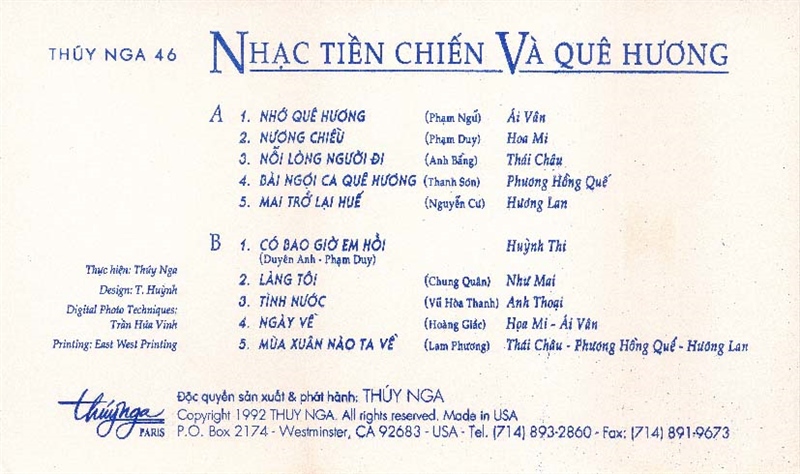 THÚY NGA 46
NHẠC TIỀN CHIẾN VÀ QUÊ HƯƠNG
A 1. NHỚ QUÊ HƯƠNG (Phạm Ngữ) Ái Vân
2. NƯƠNG CHIỀU (Phạm Duy) Hoa Mi
3. NỖI LÒNG NGƯỜI ĐI (Anh Bằng) Thái Châu
4. BÀI NGỢI CA QUÊ HƯƠNG (Thanh Sơn) Phương Hồng Quế
5. MAI TRỞ LẠI HUẾ (Nguyễn Cư) Hương Lan
B 1. CÓ BAO GIỜ EM HỎI Huỳnh Thi
(Duyên Anh - Phạm Duy)
2. LÀNG TÔI (Chung Quân) Như Mai
3. TÌNH NƯỚC (Vũ Hòa Thanh) Anh Thoại
4. NGÀY VỀ (Hoàng Giác) Họa Mi - Ái Vân
5. MÙA XUÂN NÀO TA VỀ (Lam Phương) Thái Châu - Phương Hồng Quế - Hương Lan
Thực hiện: Thúy Nga
Design: T. Huỳnh
Digital Photo Techniques:
Trần Hứa Vinh
Printing: East West Printing
thúy nga
PARIS
Độc quyền sản xuất & phát hành: THÚY NGA
Copyright 1992 THUY NGA. All rights reserved. Made in USA
P.O. Box 2174 - Westminster, CA 92683 - USA - Tel. (714) 893-2860 - Fax: (714) 891-9673